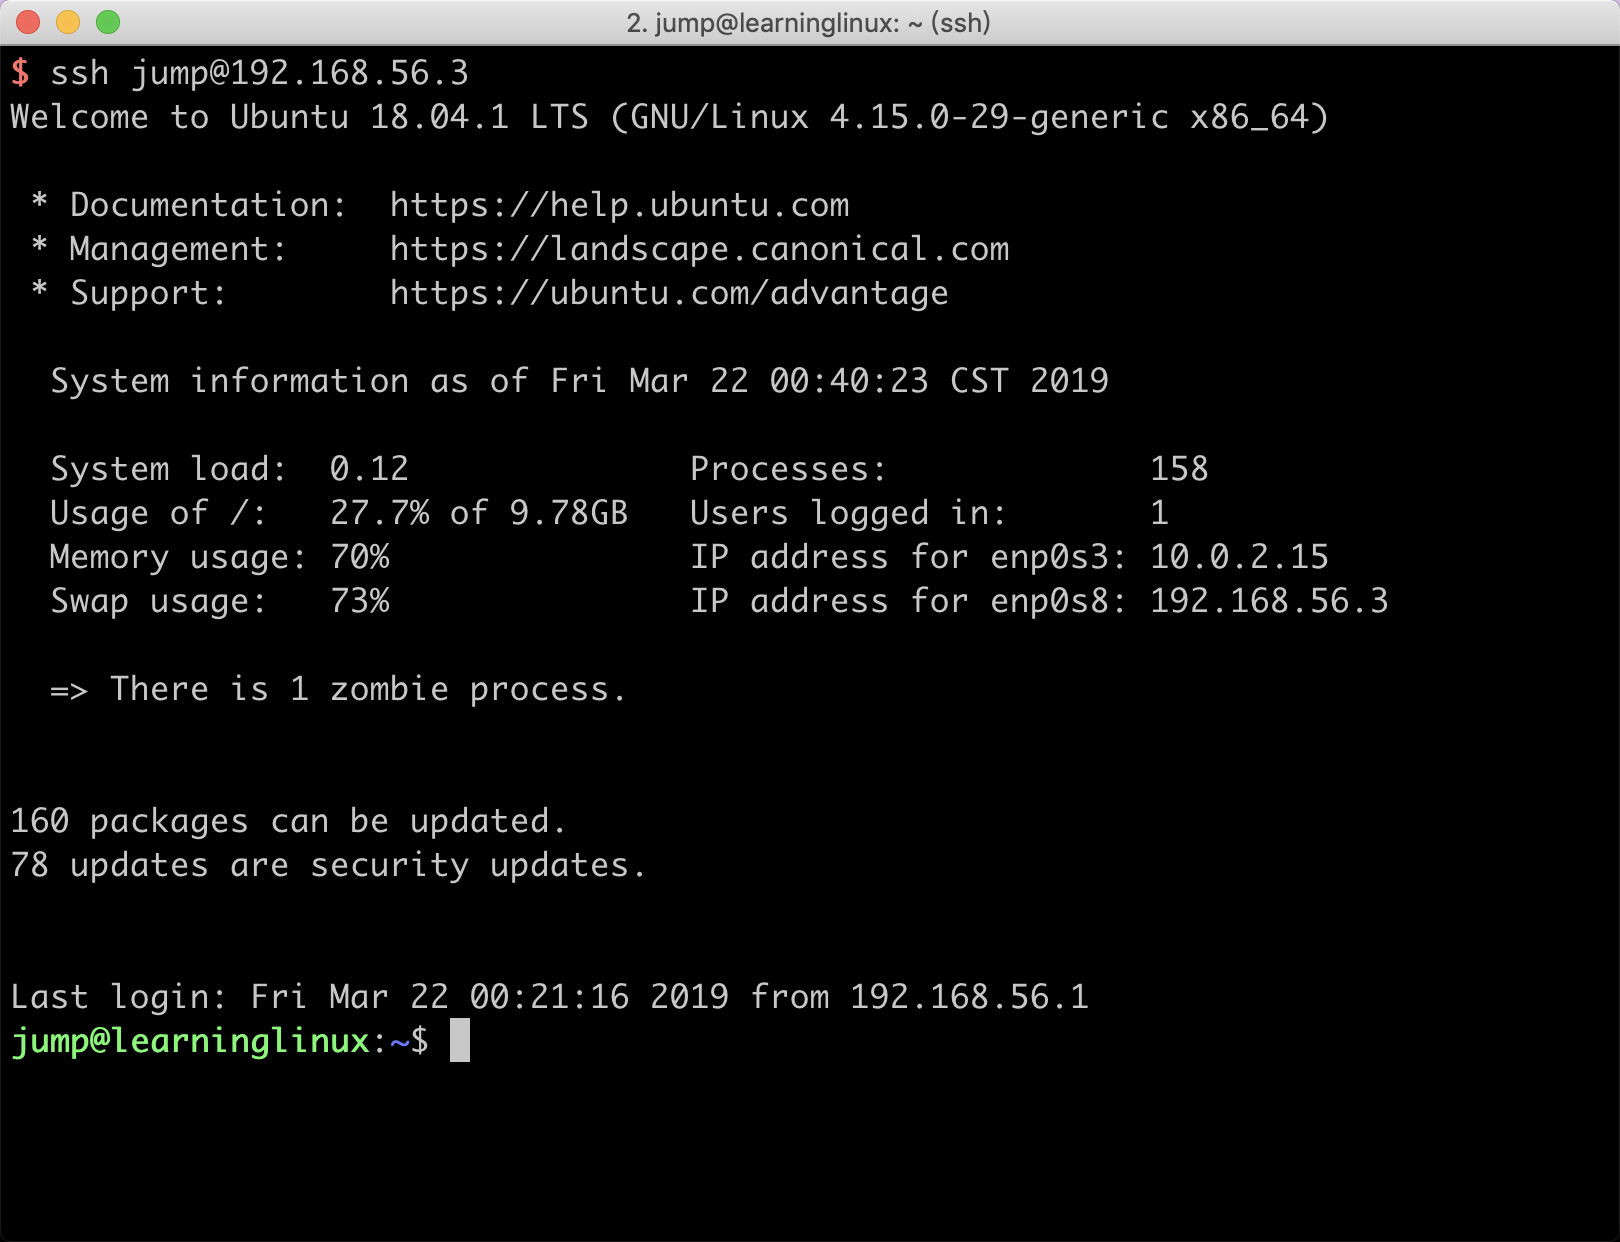 2. jump@learninglinux: ~ (ssh)
$ ssh jump@192.168.56.3
Welcome to Ubuntu 18.04.1 LTS (GNU/Linux 4.15.0-29-generic x86_64)
* Documentation:  https://help.ubuntu.com
* Management:     https://landscape.canonical.com
* Support:        https://ubuntu.com/advantage
System information as of Fri Mar 22 00:40:23 CST 2019
System load:  0.12              Processes:             158
Usage of /:   27.7% of 9.78GB   Users logged in:       1
Memory usage: 70%               IP address for enp0s3: 10.0.2.15
Swap usage:   73%               IP address for enp0s8: 192.168.56.3
=> There is 1 zombie process.
160 packages can be updated.
78 updates are security updates.
Last login: Fri Mar 22 00:21:16 2019 from 192.168.56.1
jump@learninglinux:~$